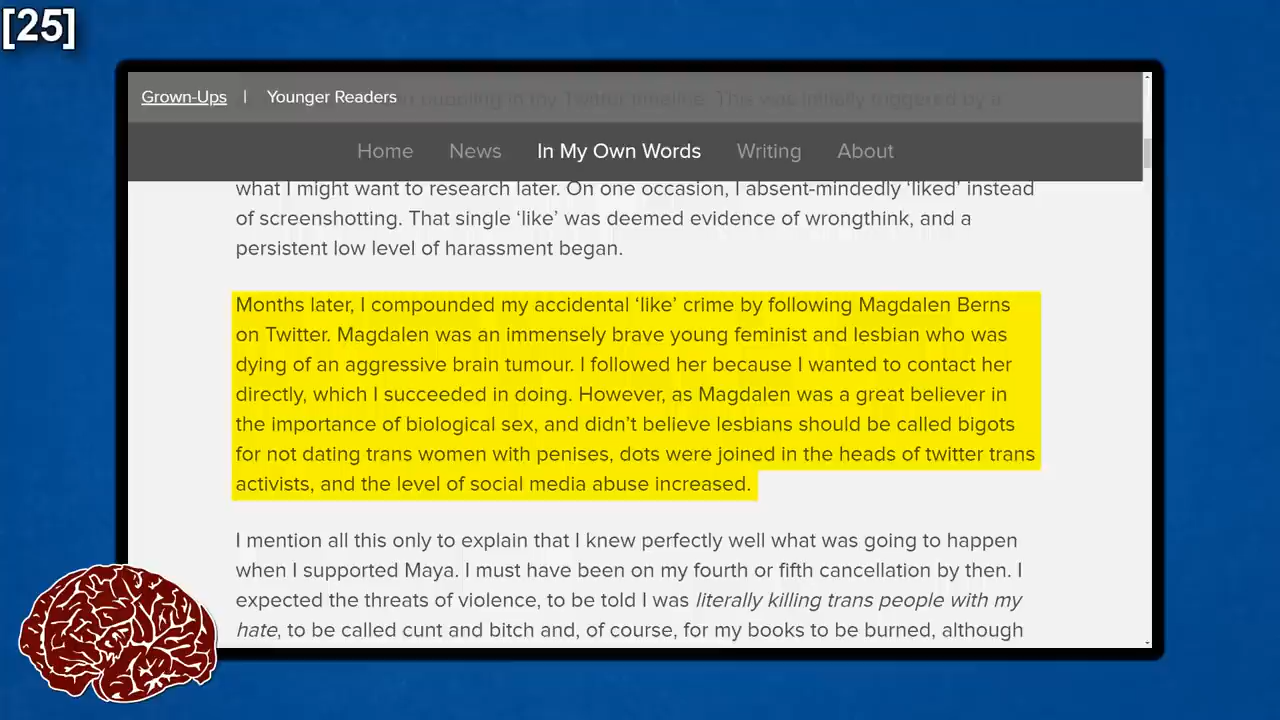 [25]
Grown-Ups | Younger Readers
in my Twitter timeline. This was initially triggered by a
Home News In My Own Words Writing About
what I might want to research later. On one occasion, I absent-mindedly ‘liked’ instead
of screenshotting. That single ‘like’ was deemed evidence of wrongthink, and a
persistent low level of harassment began.
Months later, I compounded my accidental ‘like’ crime by following Magdalen Berns
on Twitter. Magdalen was an immensely brave young feminist and lesbian who was
dying of an aggressive brain tumour. I followed her because I wanted to contact her
directly, which I succeeded in doing. However, as Magdalen was a great believer in
the importance of biological sex, and didn’t believe lesbians should be called bigots
for not dating trans women with penises, dots were joined in the heads of twitter trans
activists, and the level of social media abuse increased.
I mention all this only to explain that I knew perfectly well what was going to happen
when I supported Maya. I must have been on my fourth or fifth cancellation by then. I
expected the threats of violence, to be told I was literally killing trans people with my
hate, to be called cunt and bitch and, of course, for my books to be burned, although